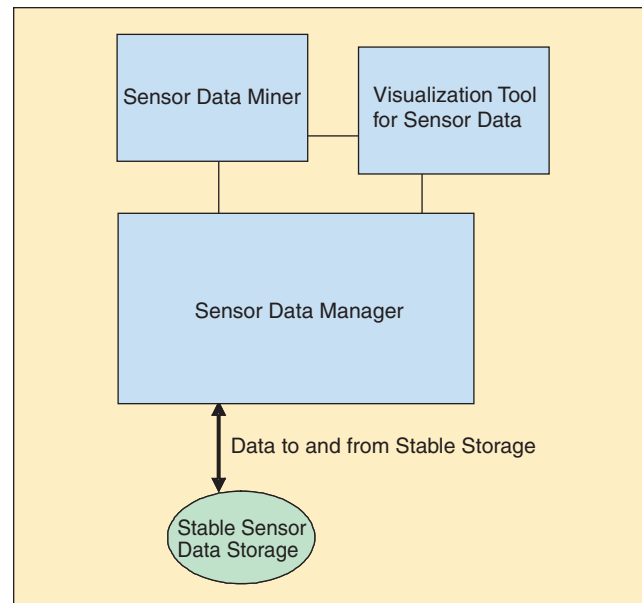 Sensor Data Miner
Visualization Tool
for Sensor Data
Sensor Data Manager
Data to and from Stable Storage
Stable Sensor
Data Storage